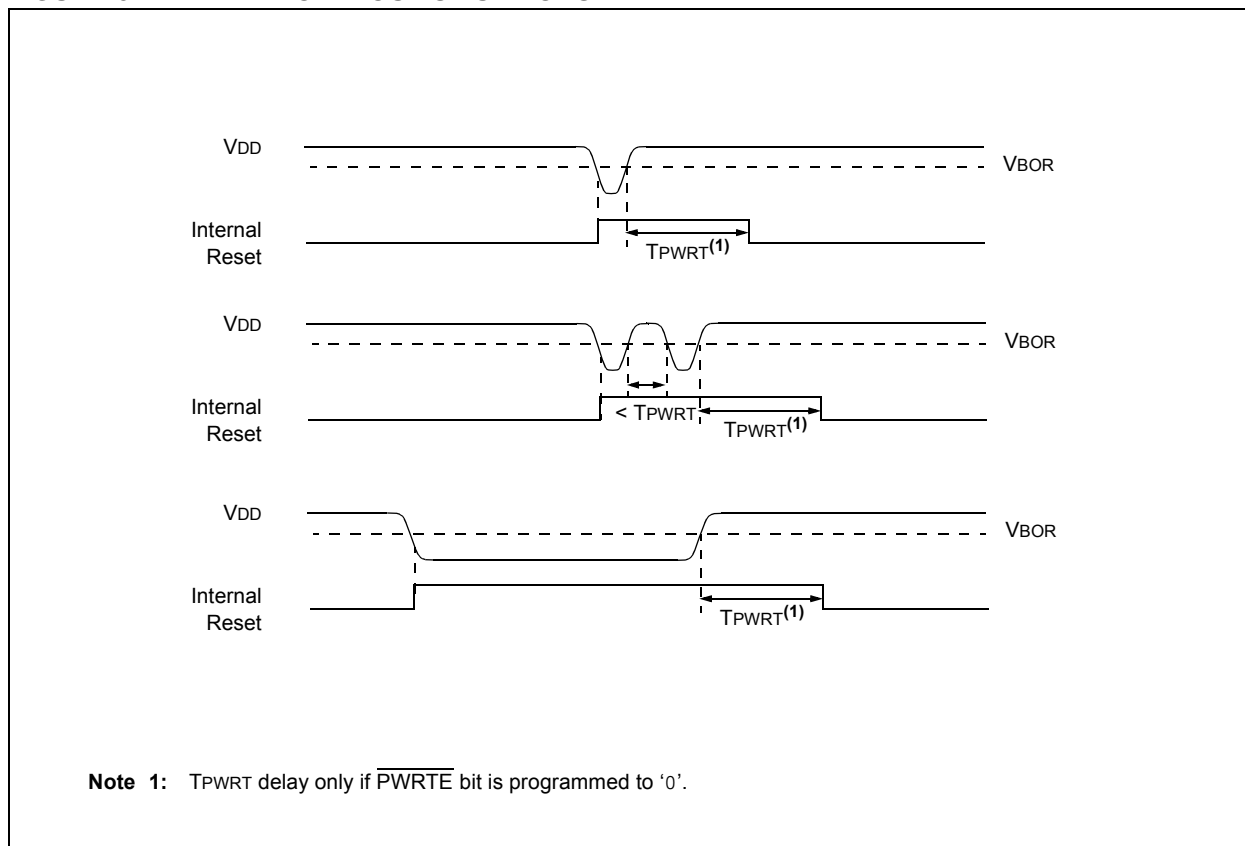 VDD
VBOR
Internal
Reset
TPWRT(1)
VDD
VBOR
Internal
Reset
< TPWRT
TPWRT(1)
VDD
VBOR
Internal
Reset
TPWRT(1)
Note 1: TPWRT delay only if PWRTE bit is programmed to ‘0’.